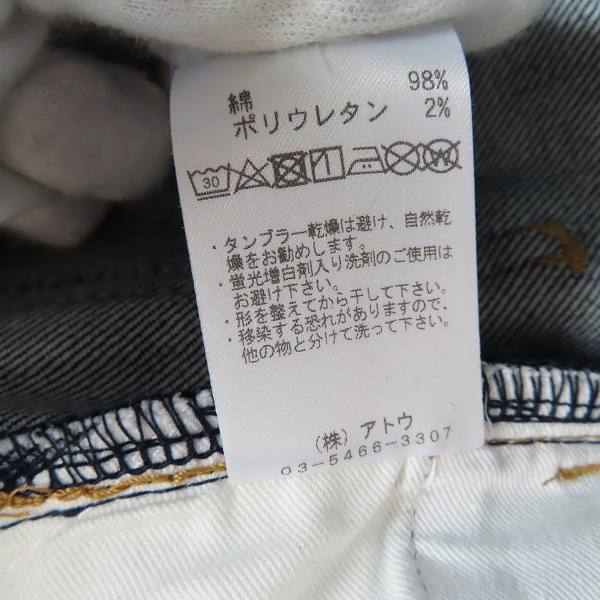 綿 98%
ポリウレタン 2%
30
・タンブラー乾燥は避け、自然乾
燥をお勧めします。
・蛍光増白剤入り洗剤のご使用は
お避け下さい。
・形を整えてから干して下さい。
・移染する恐れがありますので、
他の物と分けて洗って下さい。
(株) アトウ
03-5466-3307